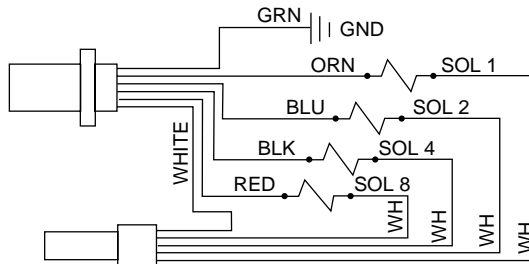 GRN
GND
ORN
SOL 1
BLU
SOL 2
BLK
SOL 4
RED
SOL 8
WHITE
WH
WH
WH
WH